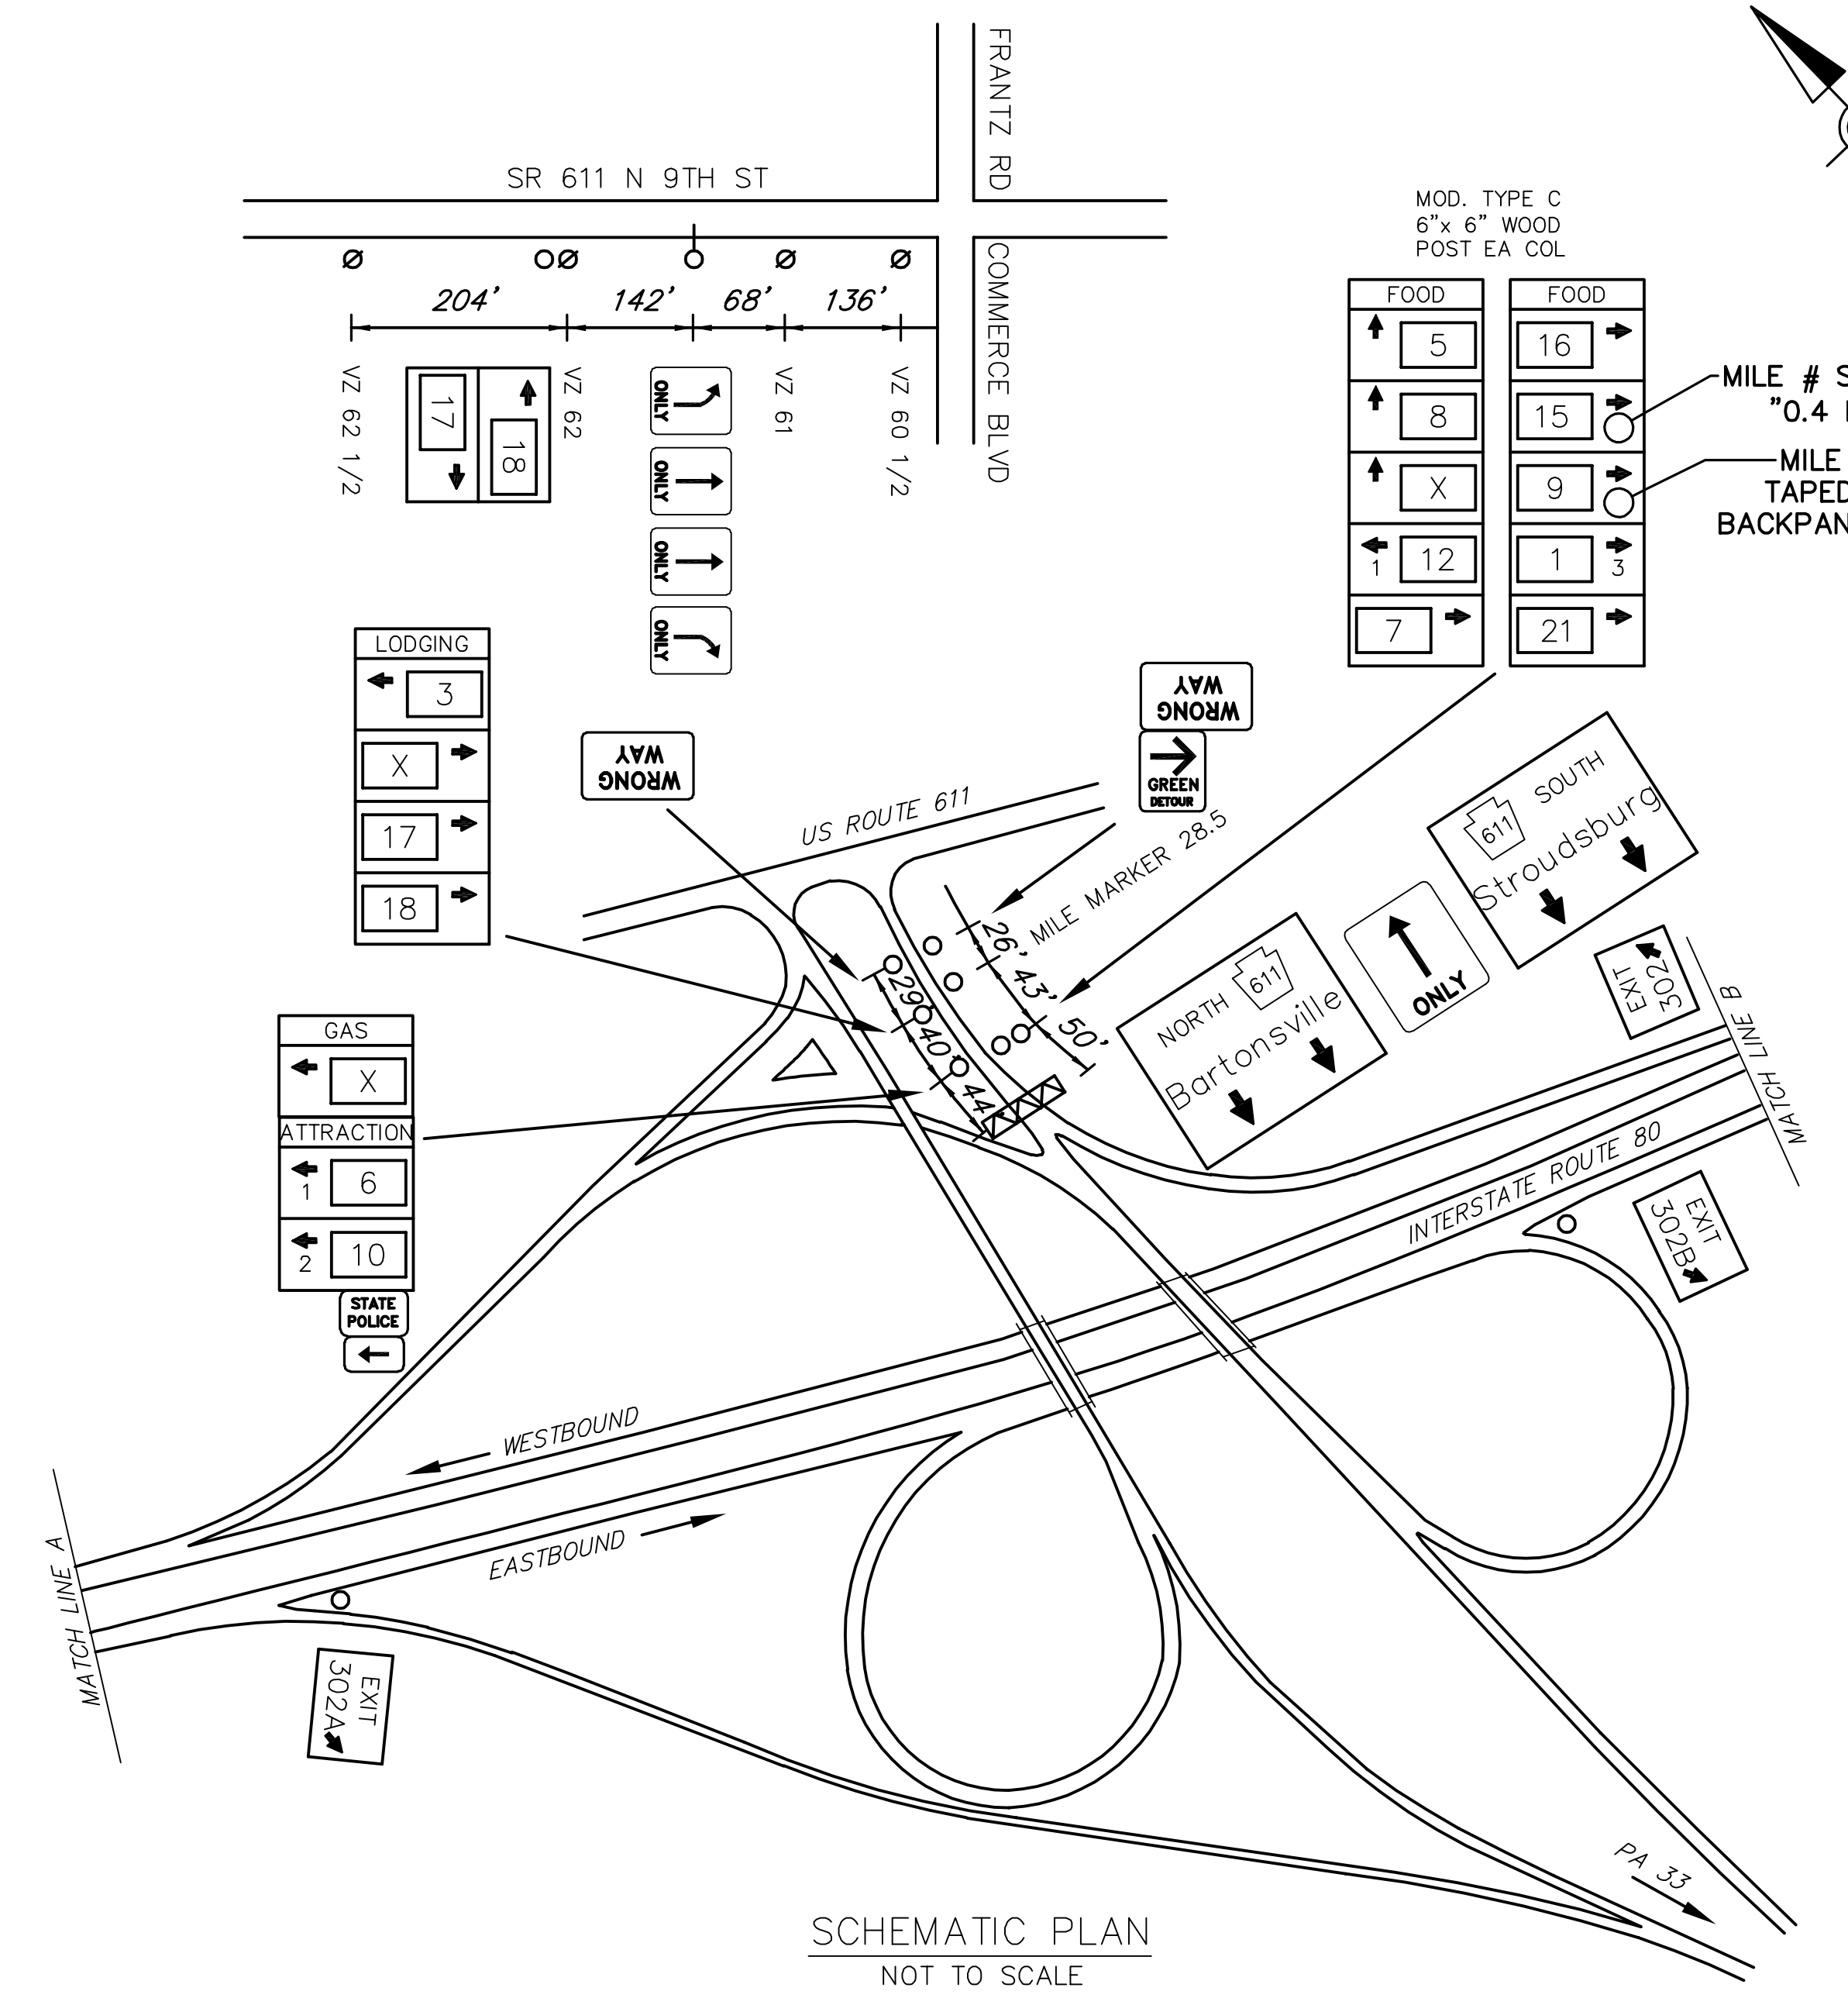 FRANTZ RD
SR 611 N 9TH ST
COMMERCE BLVD
204' 142' 68' 136'
VZ 62 1/2
VZ 62
VZ 61
VZ 60 1/2
17
18
ONLY
ONLY
ONLY
ONLY
MOD. TYPE C
6"x 6" WOOD
POST EA COL
FOOD
5
8
X
1 12
7
FOOD
16
15
9
1 3
21
MILE # S
"0.4
MILE
TAPED
BACKPAN
LODGING
3
X
17
18
WRONG
WAY
WRONG
WAY
GREEN
DETOUR
US ROUTE 611
MILE MARKER 28.5
26'
43'
50'
29'
40'
44'
611 SOUTH
Stroudsburg
NORTH 611
Bartonsville
ONLY
EXIT
302
MATCH LINE B
GAS
X
ATTRACTION
1 6
2 10
STATE
POLICE
INTERSTATE ROUTE 80
EXIT
302B
WESTBOUND
EASTBOUND
MATCH LINE A
EXIT
302A
PA 33
SCHEMATIC PLAN
NOT TO SCALE